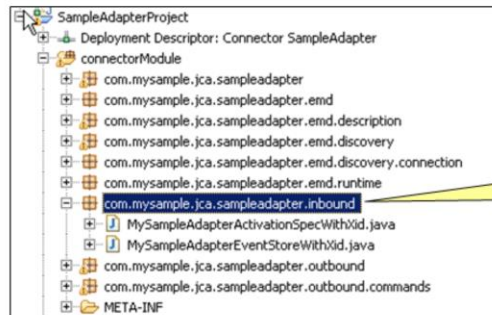 SampleAdapterProject
Deployment Descriptor: Connector SampleAdapter
connectorModule
com.mysample.jca.sampleadapter
com.mysample.jca.sampleadapter.emd
com.mysample.jca.sampleadapter.emd.description
com.mysample.jca.sampleadapter.emd.discovery
com.mysample.jca.sampleadapter.emd.discovery.connection
com.mysample.jca.sampleadapter.emd.runtime
com.mysample.jca.sampleadapter.inbound
MySampleAdapterActivationSpecWithXid.java
MySampleAdapterEventStoreWithXid.java
com.mysample.jca.sampleadapter.outbound
com.mysample.jca.sampleadapter.outbound.commands
META-INF